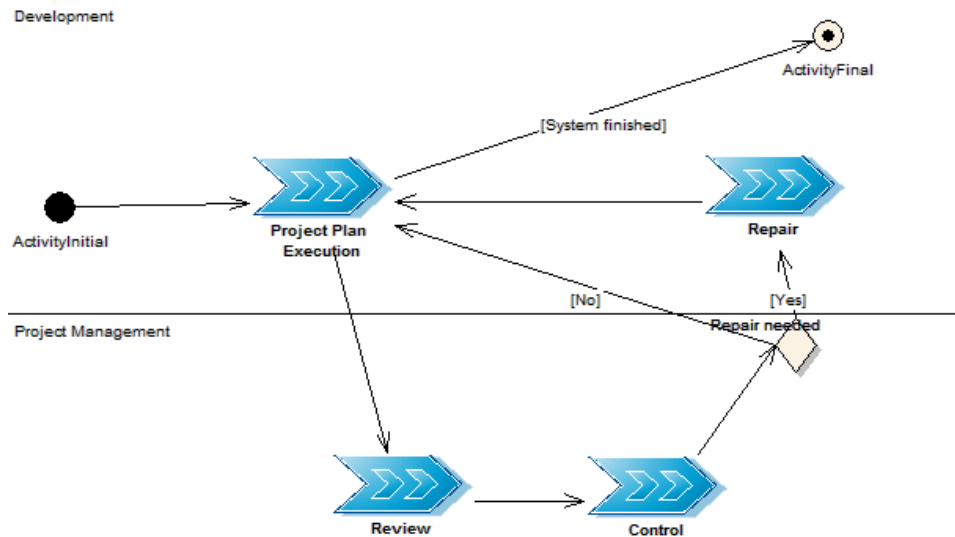 Development
ActivityFinal
[System finished]
ActivityInitial
Project Plan
Execution
Repair
[No]
[Yes]
Repair needed
Project Management
Review
Control